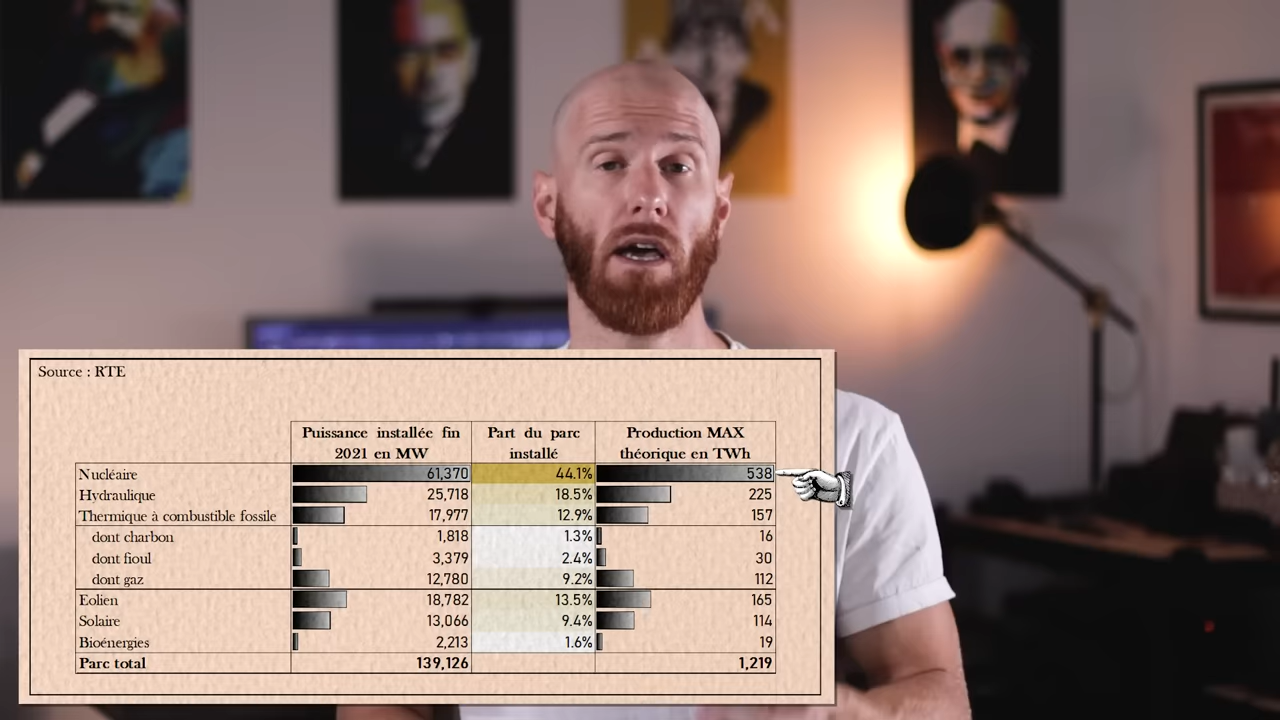 Source : RTE
Puissance installée fin
2021 en MW
Part du parc
installé
Production MAX
théorique en TWh
Nucléaire 61,370 44.1% 538
Hydraulique 25,718 18.5% 225
Thermique à combustible fossile 17,977 12.9% 157
dont charbon 1,818 1.3% 16
dont fioul 3,379 2.4% 30
dont gaz 12,780 9.2% 112
Eolien 18,782 13.5% 165
Solaire 13,066 9.4% 114
Bioénergies 2,213 1.6% 19
Parc total 139,126 1,219